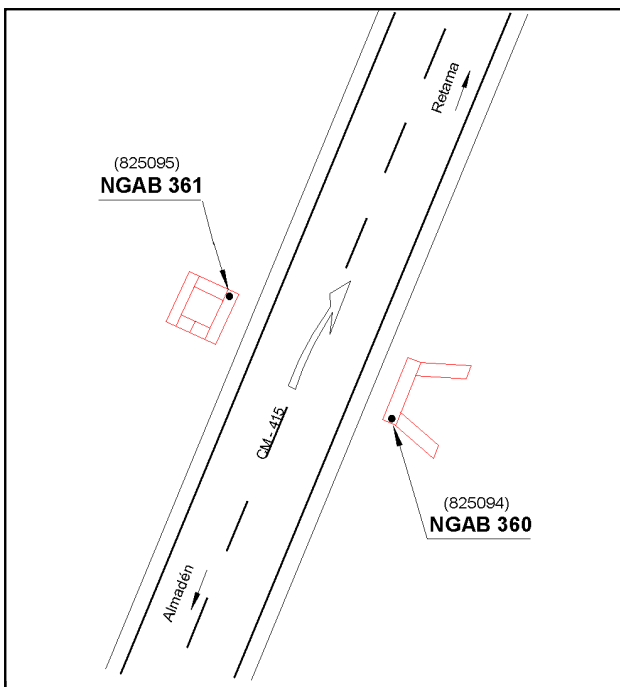 Retama
(825095)
NGAB 361
CM - 415
(825094)
NGAB 360
Almadén